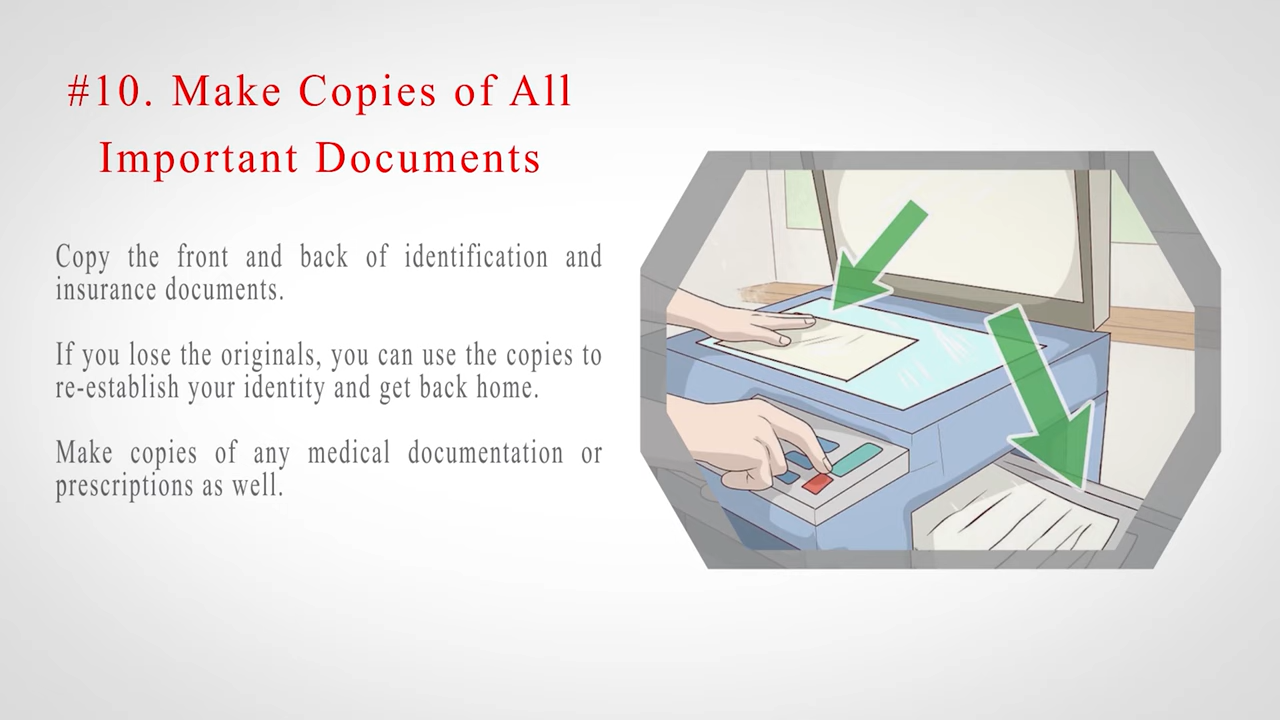 #10. Make Copies of All
Important Documents
Copy the front and back of identification and
insurance documents.
If you lose the originals, you can use the copies to
re-establish your identity and get back home.
Make copies of any medical documentation or
prescriptions as well.